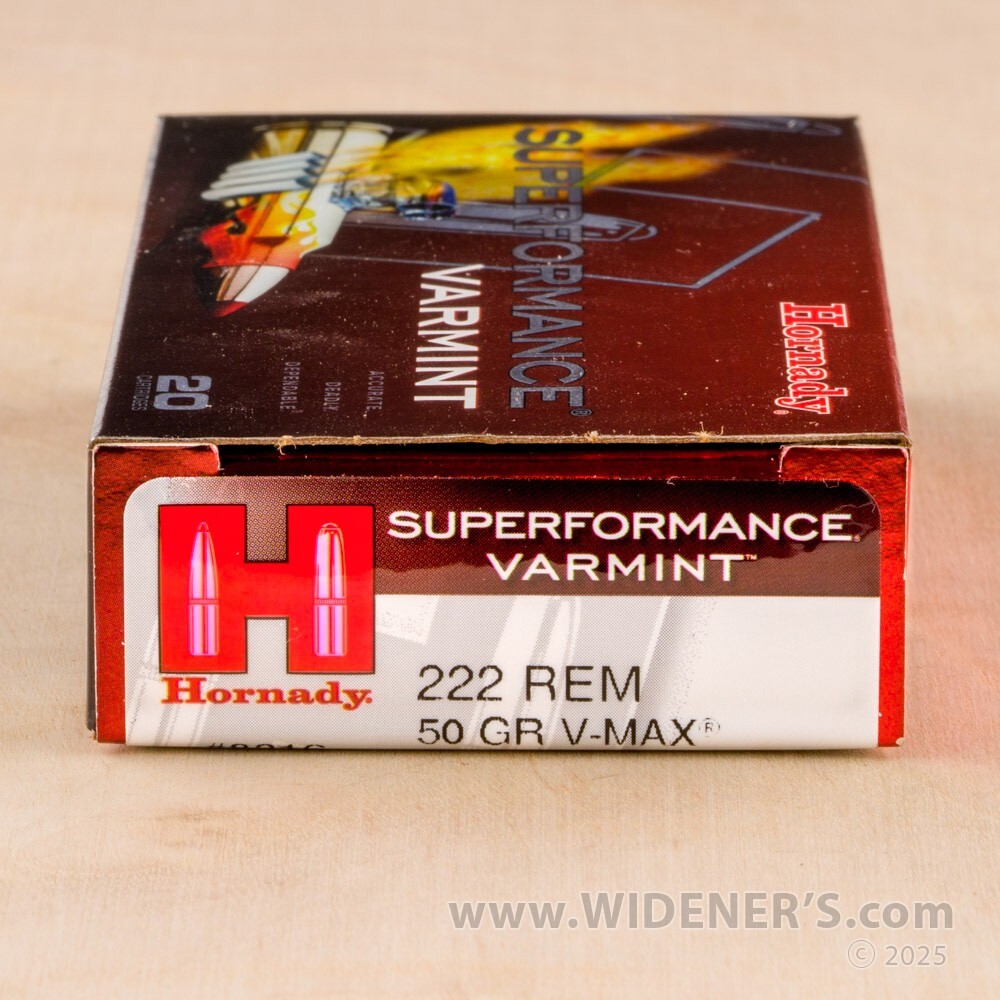 SUPERFORMANCE®
VARMINT
ACCURATE.
DEADLY.
DEPENDABLE.
20
CARTRIDGES
Hornady®
H
SUPERFORMANCE®
VARMINT™
Hornady®
222 REM
50 GR V-MAX®
www.WIDENER'S.com
© 2025